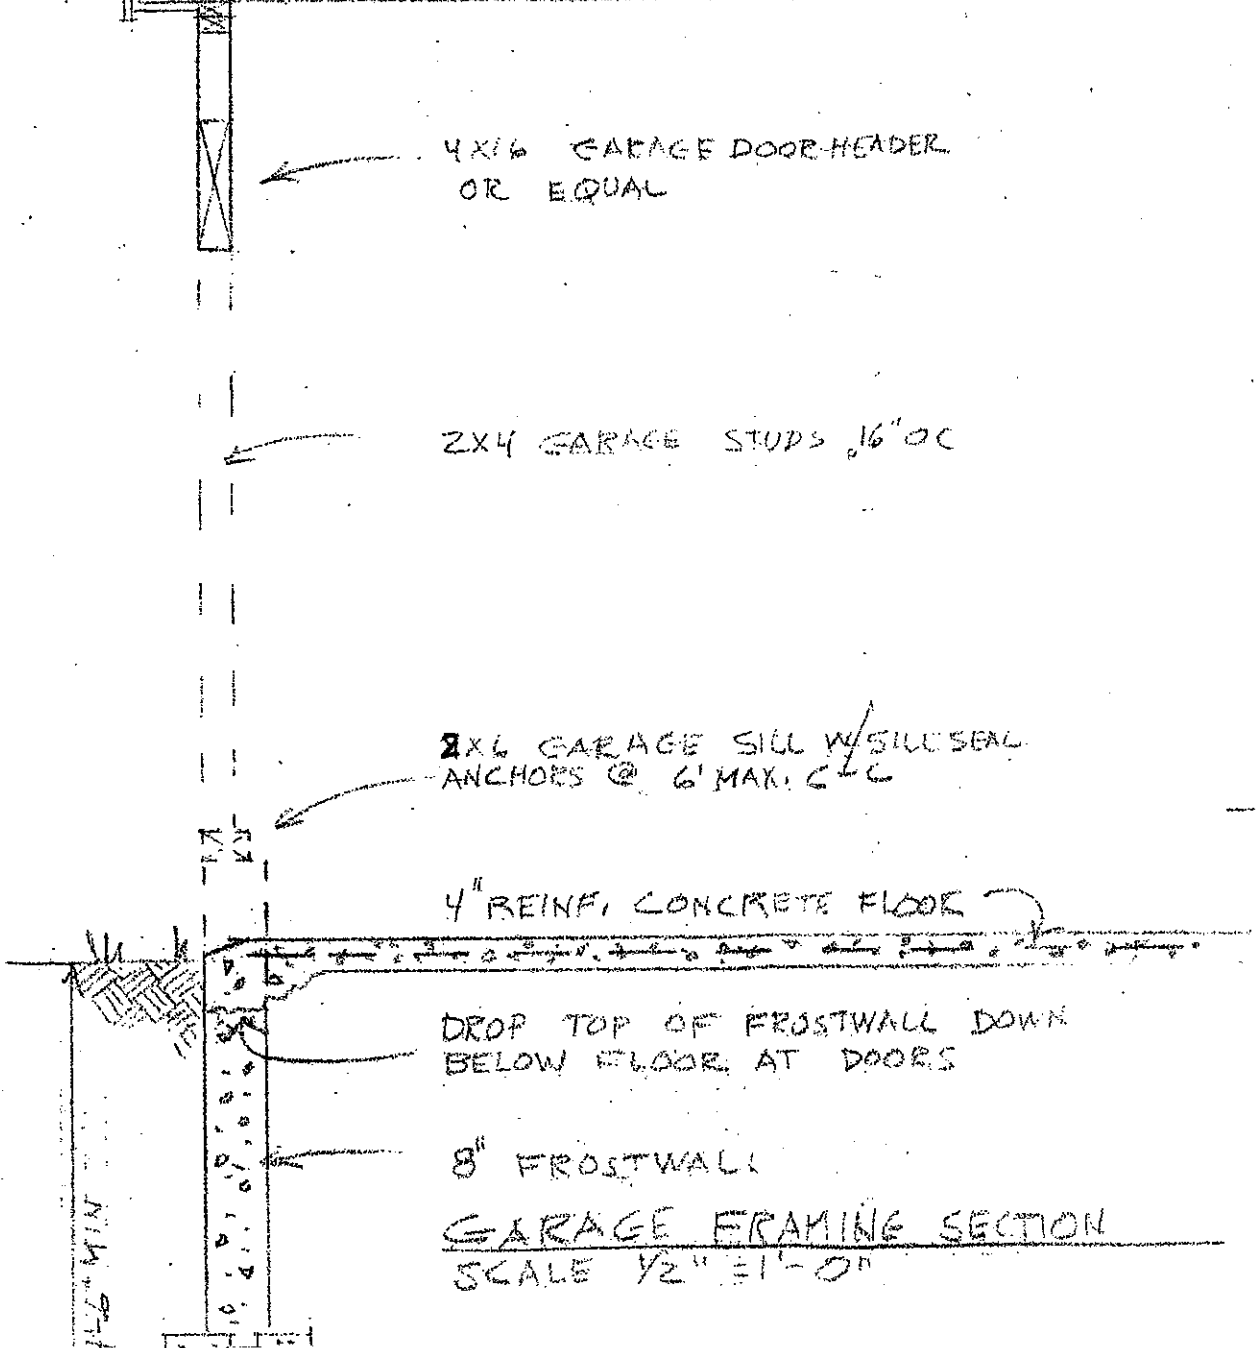 4X16 GARAGE DOOR HEADER
OR EQUAL
2X4 GARAGE STUDS, 16" OC
2X6 GARAGE SILL W/SILL SEAL
ANCHORS @ 6' MAX. C-C
4" REINF. CONCRETE FLOOR
DROP TOP OF FROSTWALL DOWN
BELOW FLOOR AT DOORS
8" FROSTWALL
GARAGE FRAMING SECTION
SCALE 1/2" = 1'-0"
MIN